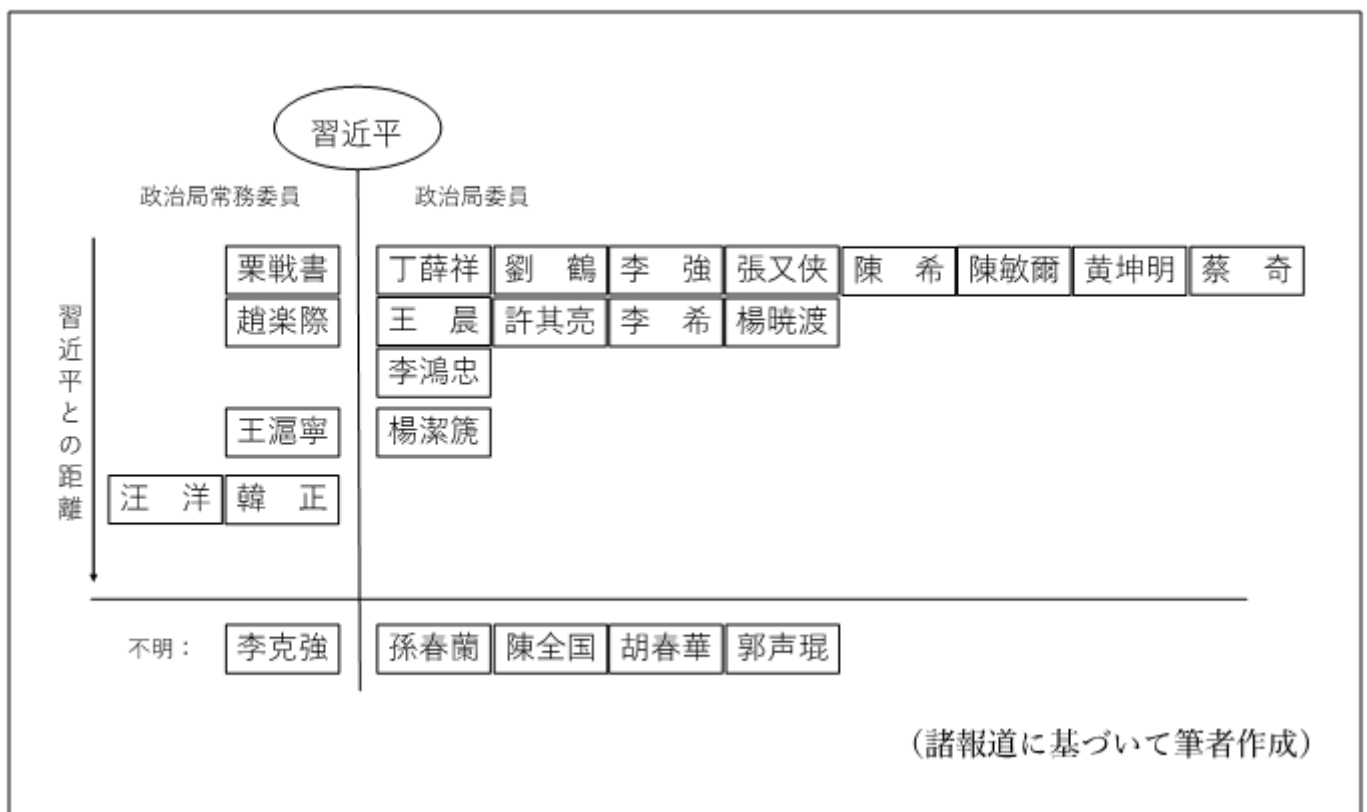 習近平
政治局常務委員 政治局委員
習近平との距離
栗戦書 丁薛祥 劉 鶴 李 強 張又侠 陳 希 陳敏爾 黄坤明 蔡 奇
趙楽際 王 晨 許其亮 李 希 楊暁渡
李鴻忠
王滬寧 楊潔篪
汪 洋 韓 正
不明： 李克強 孫春蘭 陳全国 胡春華 郭声琨
（諸報道に基づいて筆者作成）